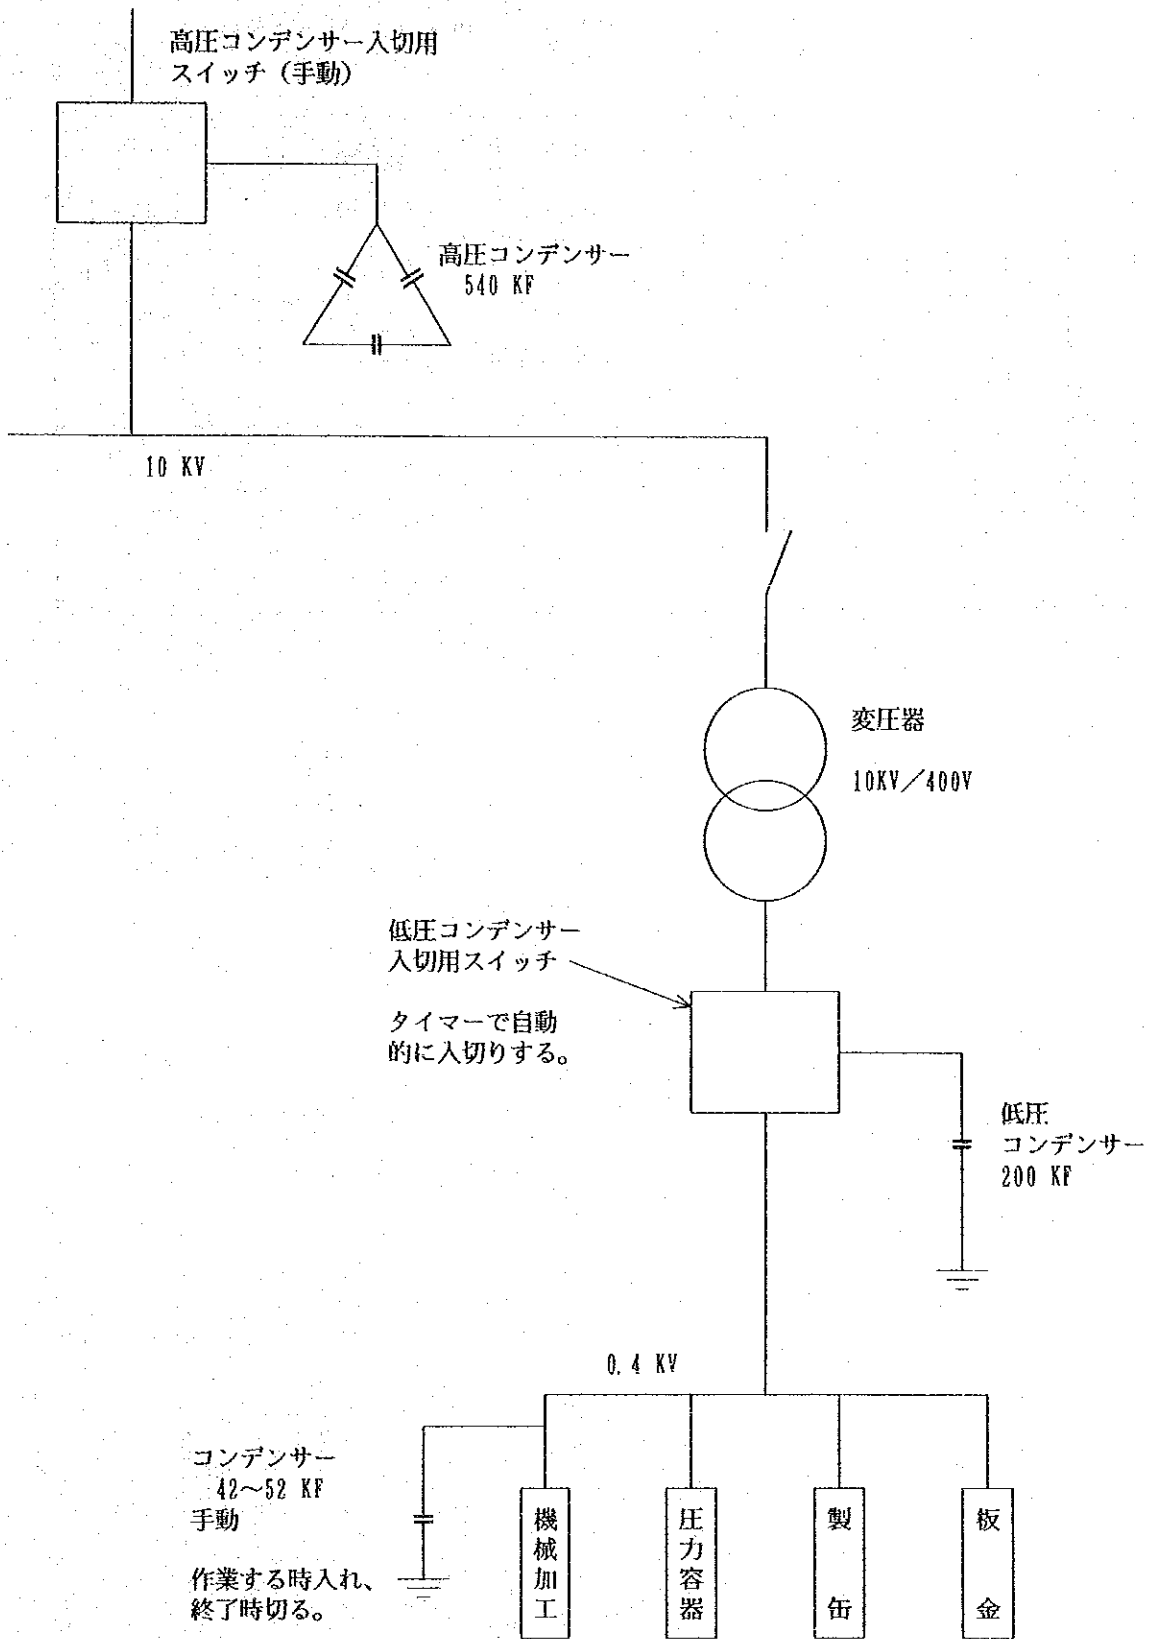 高圧コンデンサー入切用
スイッチ（手動）
高圧コンデンサー
540 KF
10 KV
変圧器
10KV／400V
低圧コンデンサー
入切用スイッチ
タイマーで自動
的に入切りする。
低圧
コンデンサー
200 KF
0.4 KV
コンデンサー
42～52 KF
手動
作業する時入れ、
終了時切る。
機械加工
圧力容器
製缶
板金